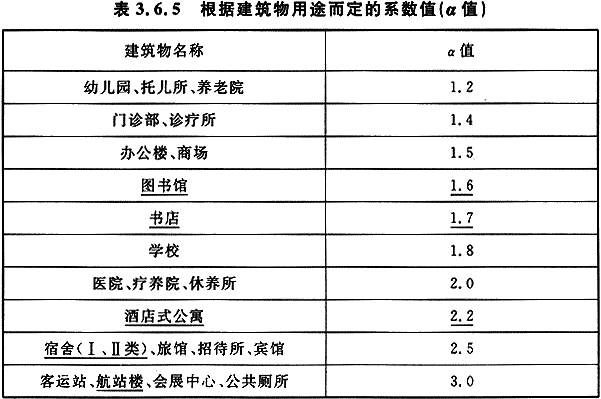 表 3.6.5 根据建筑物用途而定的系数值(α 值)
建筑物名称 α 值
幼儿园、托儿所、养老院 1.2
门诊部、诊疗所 1.4
办公楼、商场 1.5
图书馆 1.6
书店 1.7
学校 1.8
医院、疗养院、休养所 2.0
酒店式公寓 2.2
宿舍(Ⅰ、Ⅱ类)、旅馆、招待所、宾馆 2.5
客运站、航站楼、会展中心、公共厕所 3.0